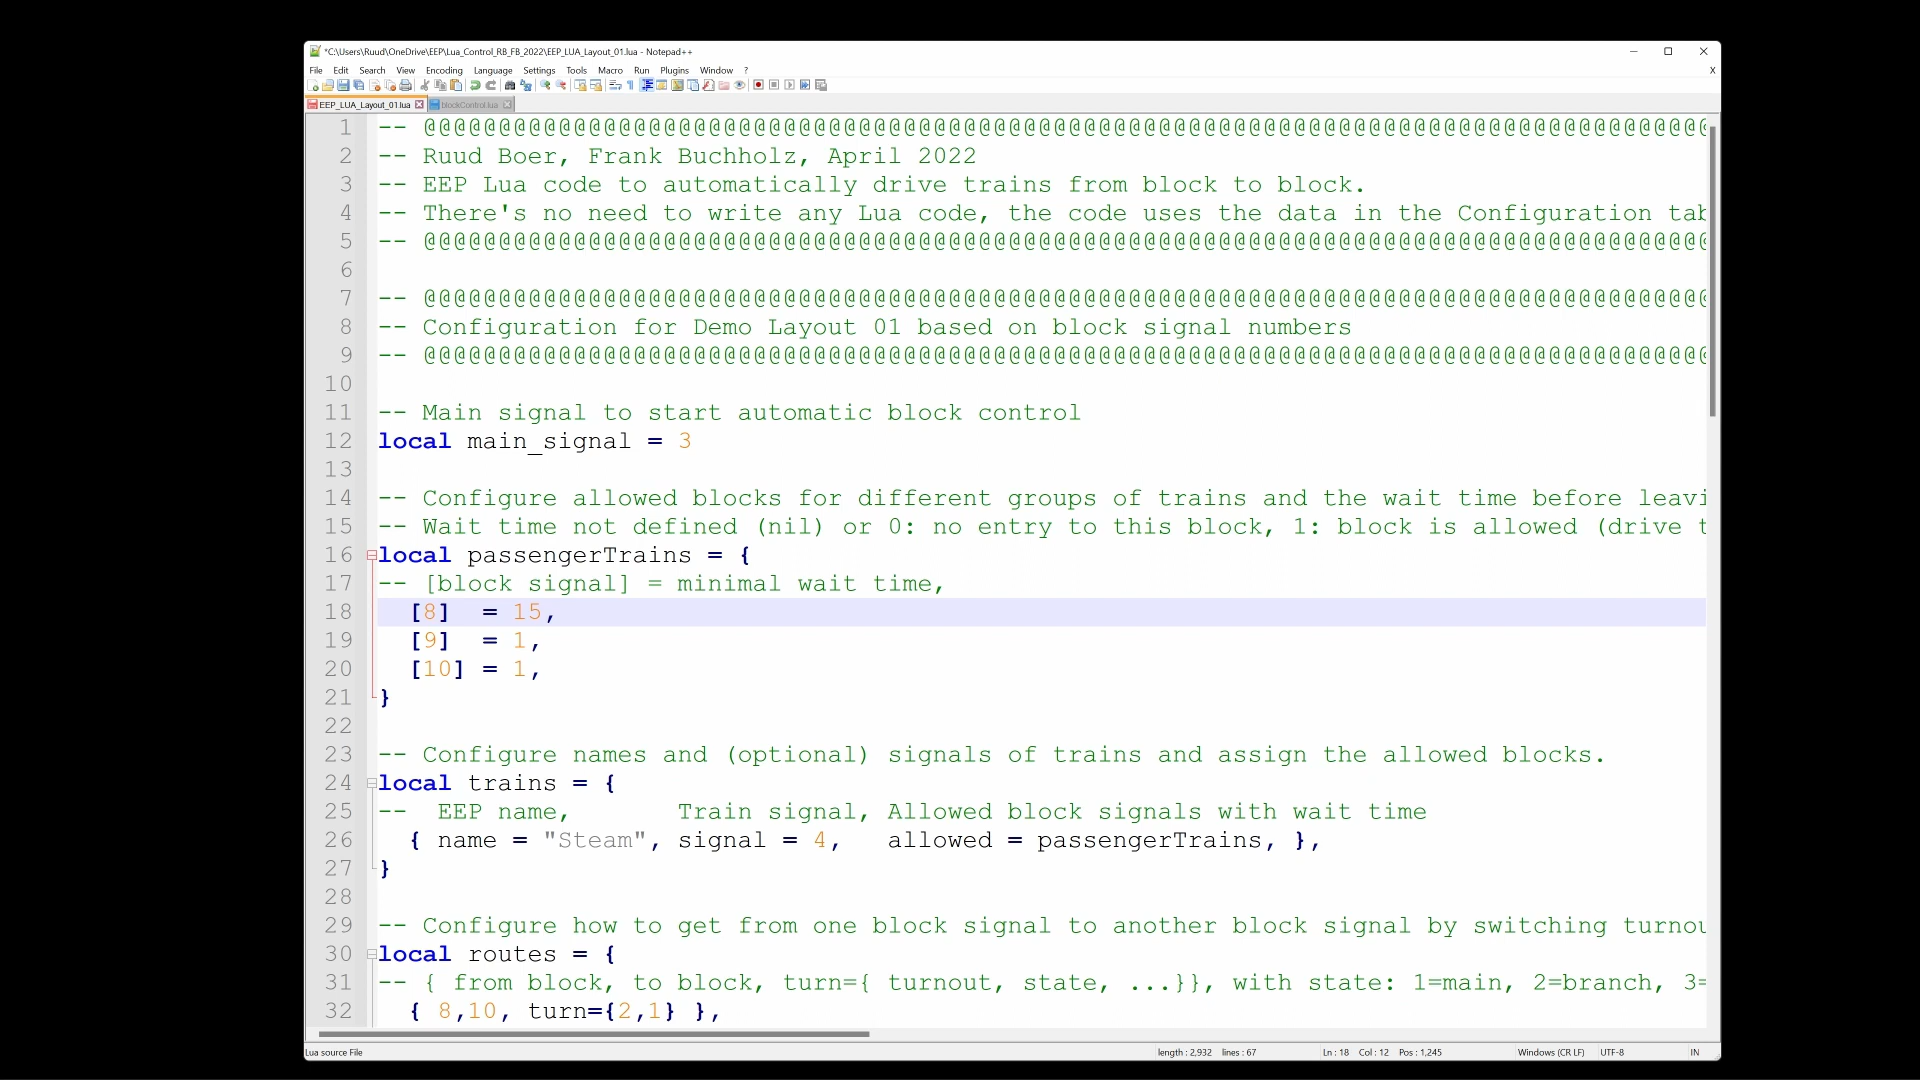 *C:\Users\Ruud\OneDrive\EEP\Lua_Control_RB_FB_2022\EEP_LUA_Layout_01.lua - Notepad++
File Edit Search View Encoding Language Settings Tools Macro Run Plugins Window ? X
EEP_LUA_Layout_01.lua blockControl.lua
1 -- @@@@@@@@@@@@@@@@@@@@@@@@@@@@@@@@@@@@@@@@@@@@@@@@@@@@@@@@@@@@@@@@@@@@@@@@@@@@@@@@@@@@@@
2 -- Ruud Boer, Frank Buchholz, April 2022
3 -- EEP Lua code to automatically drive trains from block to block.
4 -- There's no need to write any Lua code, the code uses the data in the Configuration tab
5 -- @@@@@@@@@@@@@@@@@@@@@@@@@@@@@@@@@@@@@@@@@@@@@@@@@@@@@@@@@@@@@@@@@@@@@@@@@@@@@@@@@@@@@@
6
7 -- @@@@@@@@@@@@@@@@@@@@@@@@@@@@@@@@@@@@@@@@@@@@@@@@@@@@@@@@@@@@@@@@@@@@@@@@@@@@@@@@@@@@@@
8 -- Configuration for Demo Layout 01 based on block signal numbers
9 -- @@@@@@@@@@@@@@@@@@@@@@@@@@@@@@@@@@@@@@@@@@@@@@@@@@@@@@@@@@@@@@@@@@@@@@@@@@@@@@@@@@@@@@
10
11 -- Main signal to start automatic block control
12 local main_signal = 3
13
14 -- Configure allowed blocks for different groups of trains and the wait time before leavi
15 -- Wait time not defined (nil) or 0: no entry to this block, 1: block is allowed (drive t
16 local passengerTrains = {
17 -- [block signal] = minimal wait time,
18 [8] = 15,
19 [9] = 1,
20 [10] = 1,
21 }
22
23 -- Configure names and (optional) signals of trains and assign the allowed blocks.
24 local trains = {
25 -- EEP name, Train signal, Allowed block signals with wait time
26 { name = "Steam", signal = 4, allowed = passengerTrains, },
27 }
28
29 -- Configure how to get from one block signal to another block signal by switching turnou
30 local routes = {
31 -- { from block, to block, turn={ turnout, state, ...}}, with state: 1=main, 2=branch, 3=
32 { 8,10, turn={2,1} },
Lua source File length : 2,932 lines : 67 Ln : 18 Col : 12 Pos : 1,245 Windows (CR LF) UTF-8 IN